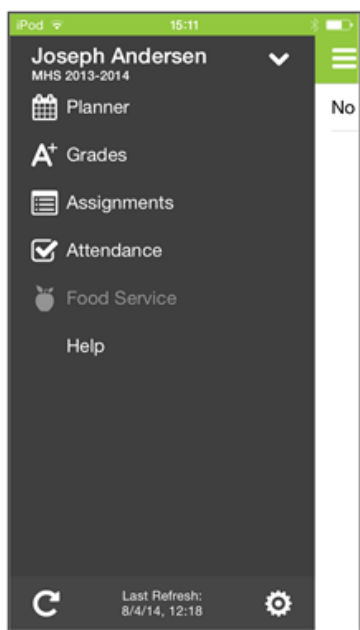 iPod 15:11
Joseph Andersen
MHS 2013-2014
Planner
No
A+ Grades
Assignments
Attendance
Food Service
Help
Last Refresh:
8/4/14, 12:18